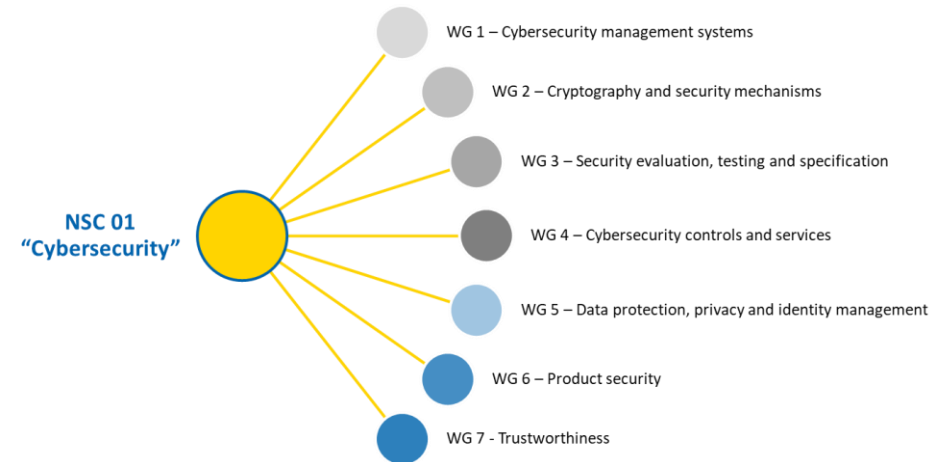 WG 1 – Cybersecurity management systems
WG 2 – Cryptography and security mechanisms
WG 3 – Security evaluation, testing and specification
NSC 01
“Cybersecurity”
WG 4 – Cybersecurity controls and services
WG 5 – Data protection, privacy and identity management
WG 6 – Product security
WG 7 - Trustworthiness